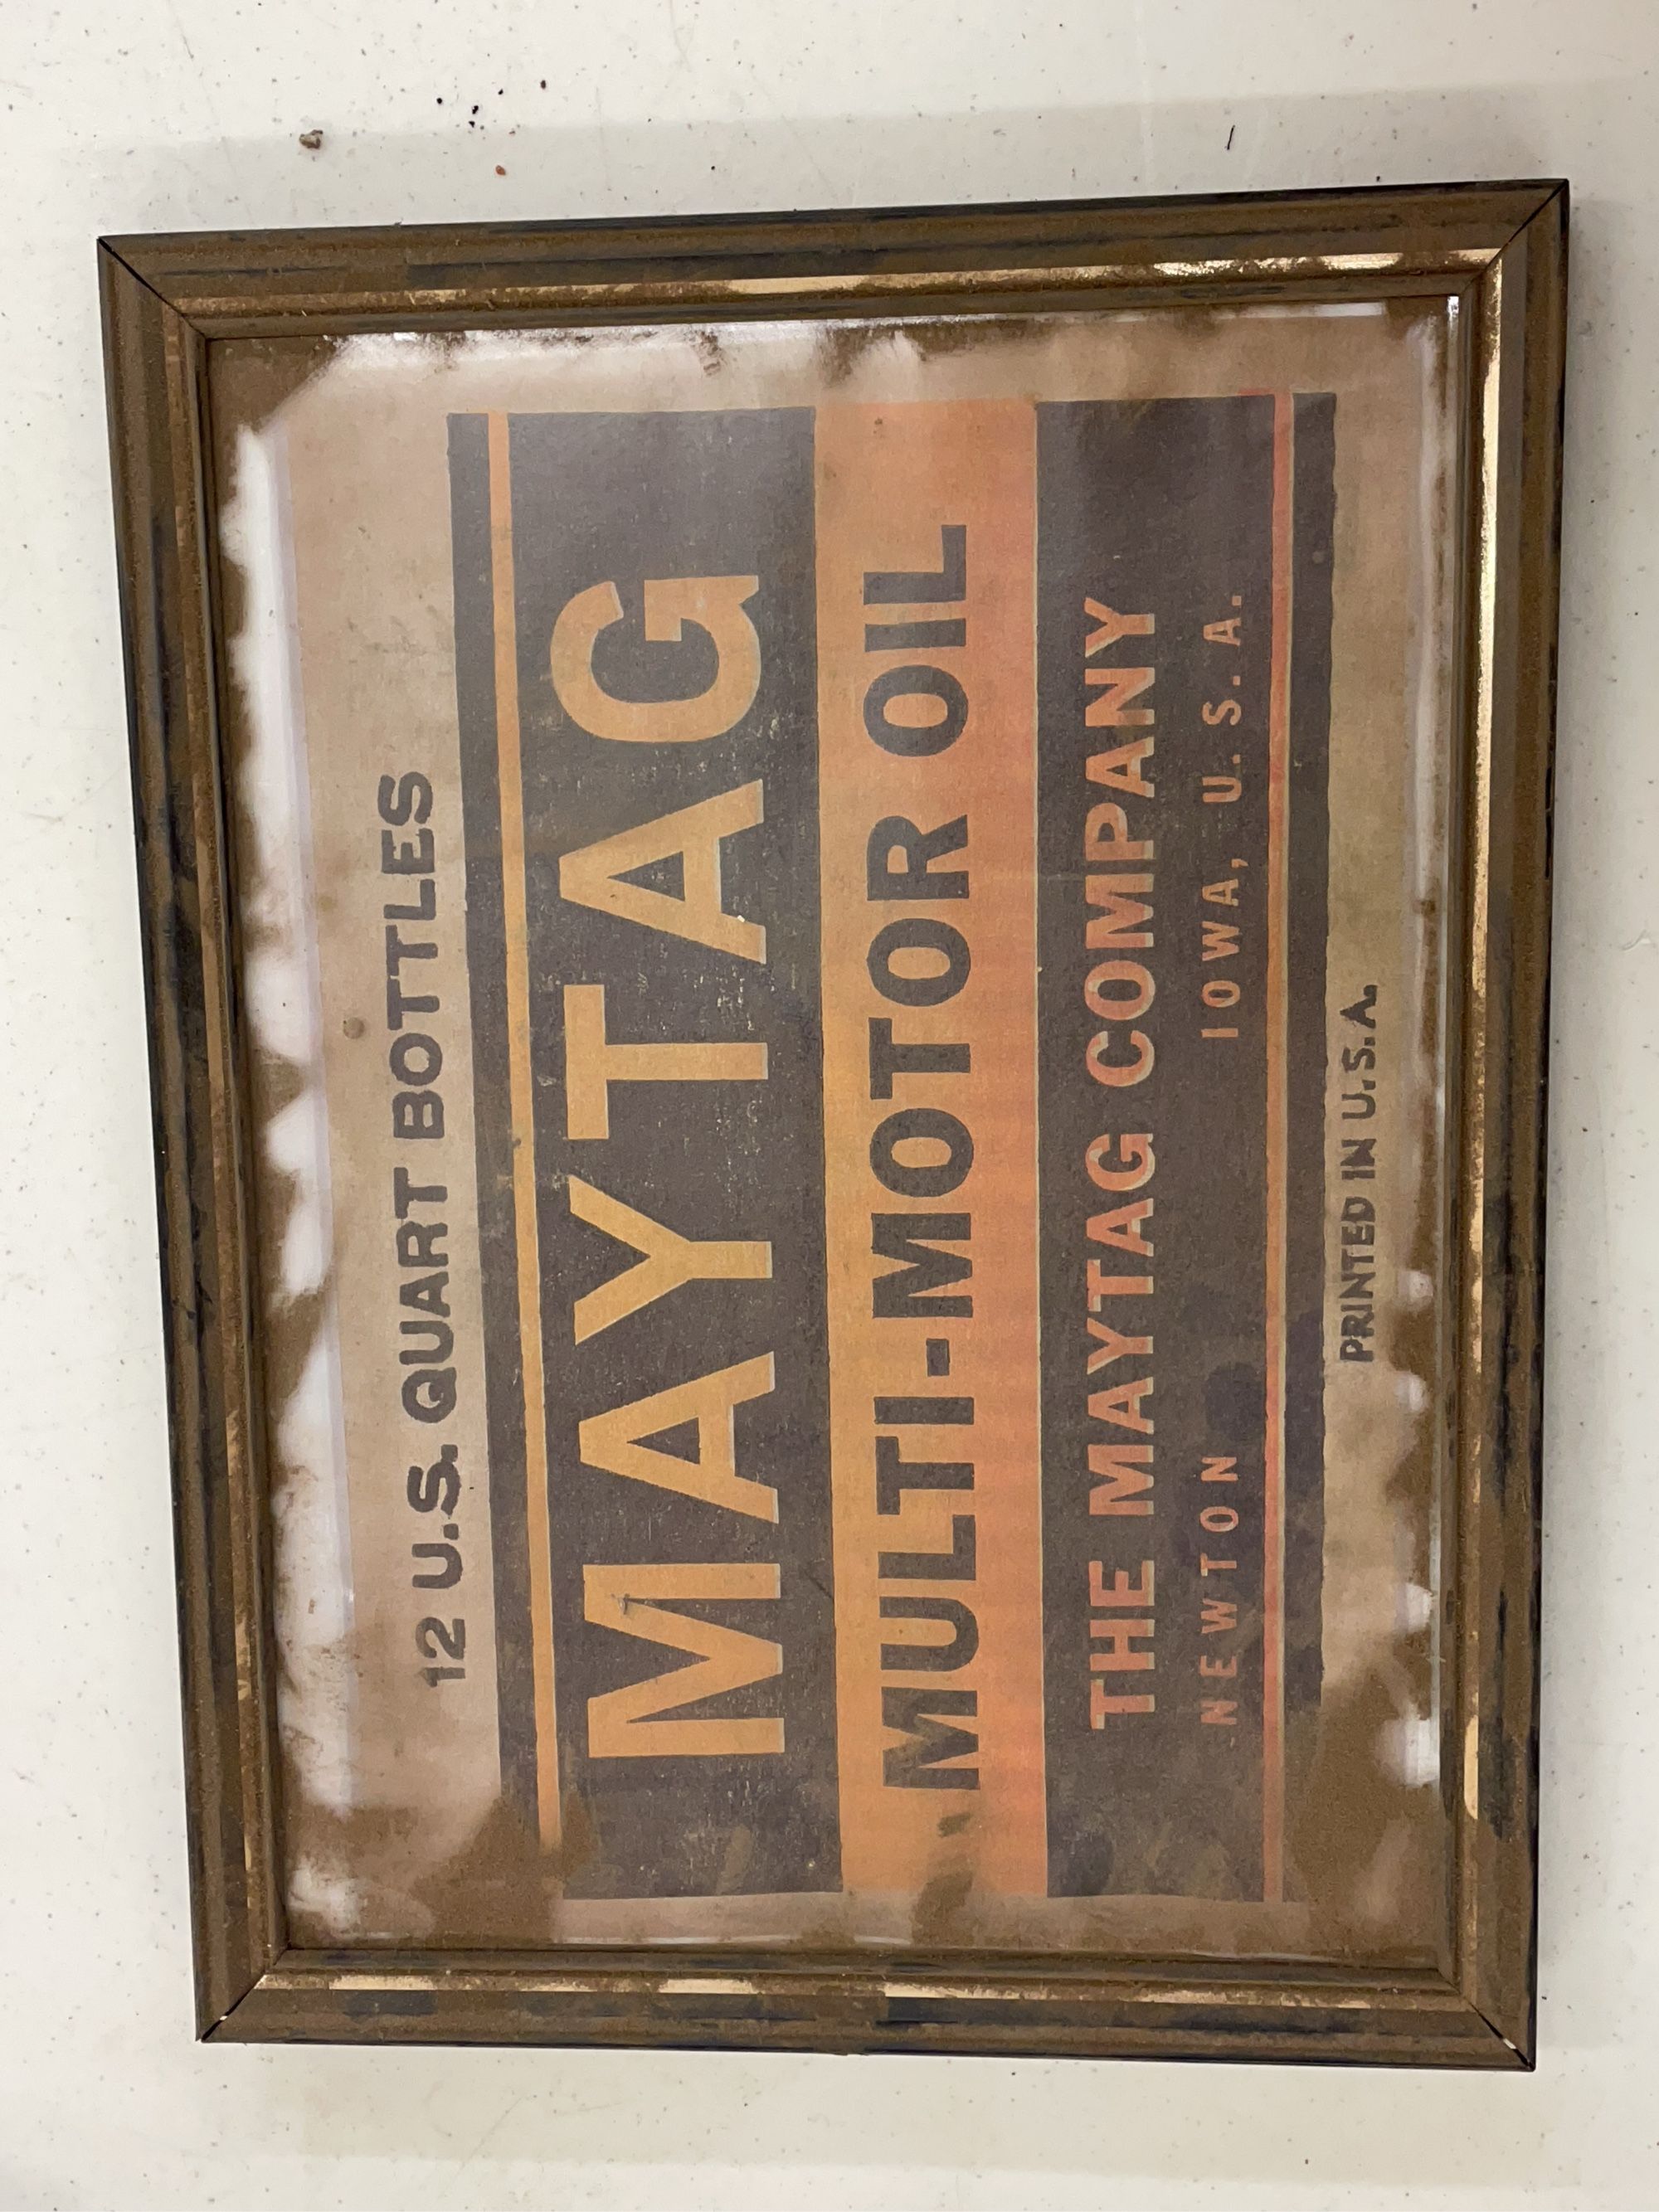 12 U.S. QUART BOTTLES
MAYTAG
MULTI-MOTOR OIL
THE MAYTAG COMPANY
NEWTON IOWA, U.S.A.
PRINTED IN U.S.A.